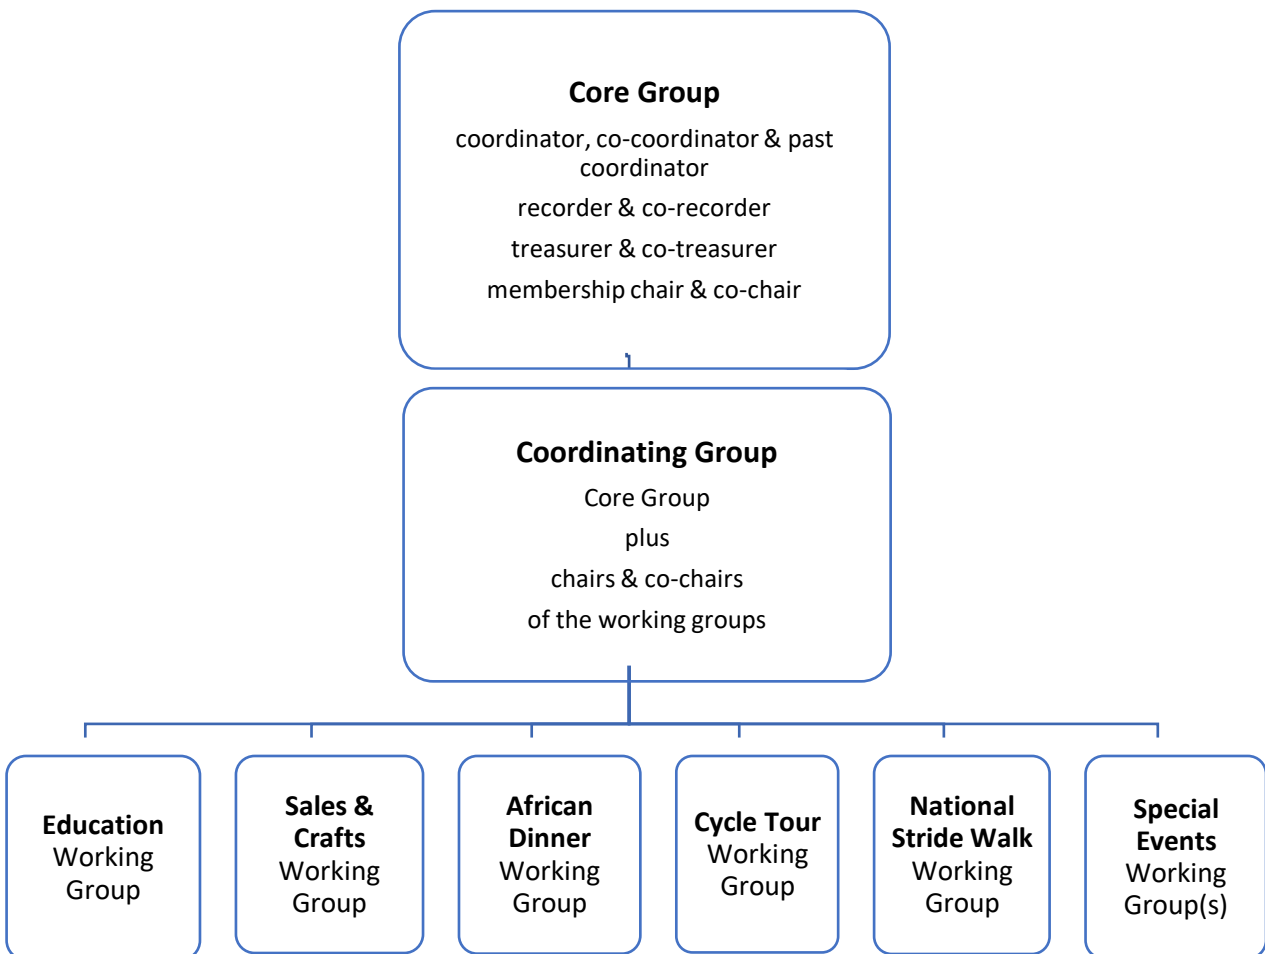 Core Group
coordinator, co-coordinator & past
coordinator
recorder & co-recorder
treasurer & co-treasurer
membership chair & co-chair
Coordinating Group
Core Group
plus
chairs & co-chairs
of the working groups
Education
Working
Group
Sales &
Crafts
Working
Group
African
Dinner
Working
Group
Cycle Tour
Working
Group
National
Stride Walk
Working
Group
Special
Events
Working
Group(s)